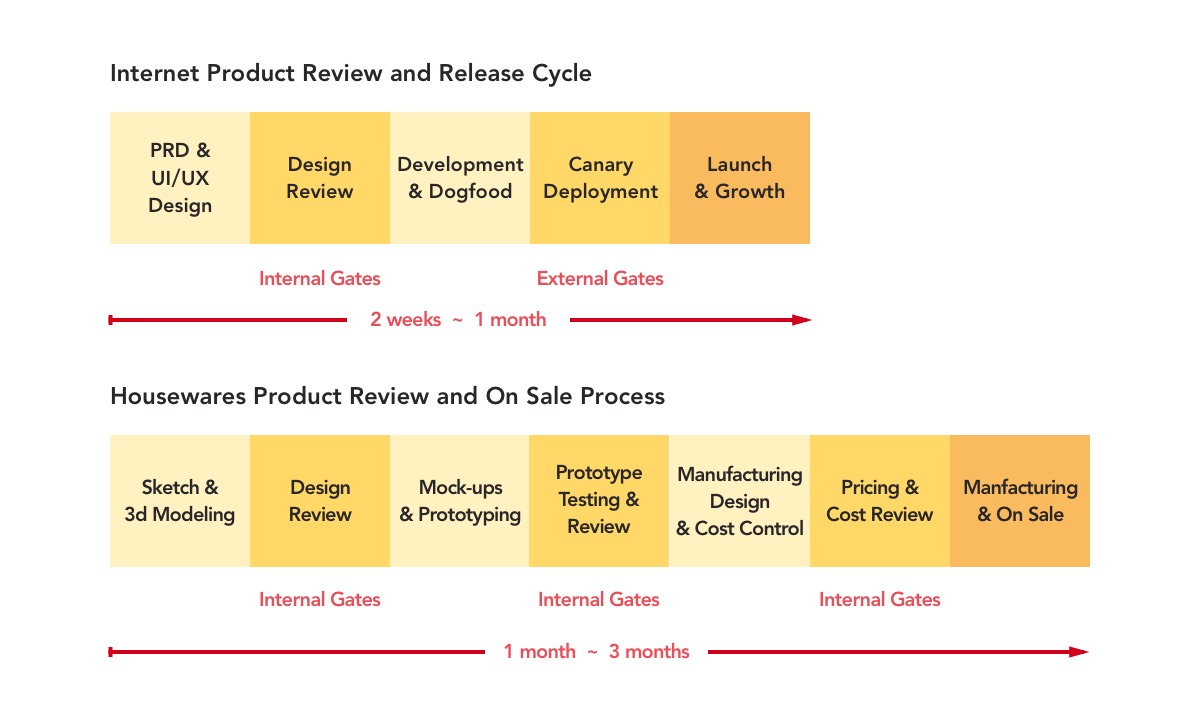 Internet Product Review and Release Cycle
PRD &
UI/UX
Design
Design
Review
Development
& Dogfood
Canary
Deployment
Launch
& Growth
Internal Gates
External Gates
2 weeks ~ 1 month
Housewares Product Review and On Sale Process
Sketch &
3d Modeling
Design
Review
Mock-ups
& Prototyping
Prototype
Testing &
Review
Manufacturing
Design
& Cost Control
Pricing &
Cost Review
Manfacturing
& On Sale
Internal Gates
Internal Gates
Internal Gates
1 month ~ 3 months